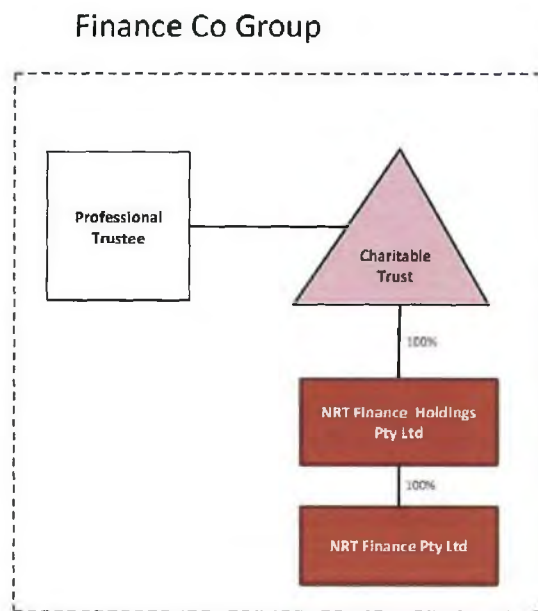 Finance Co Group
Professional
Trustee
Charitable
Trust
100%
NRT Finance Holdings
Pty Ltd
100%
NRT Finance Pty Ltd